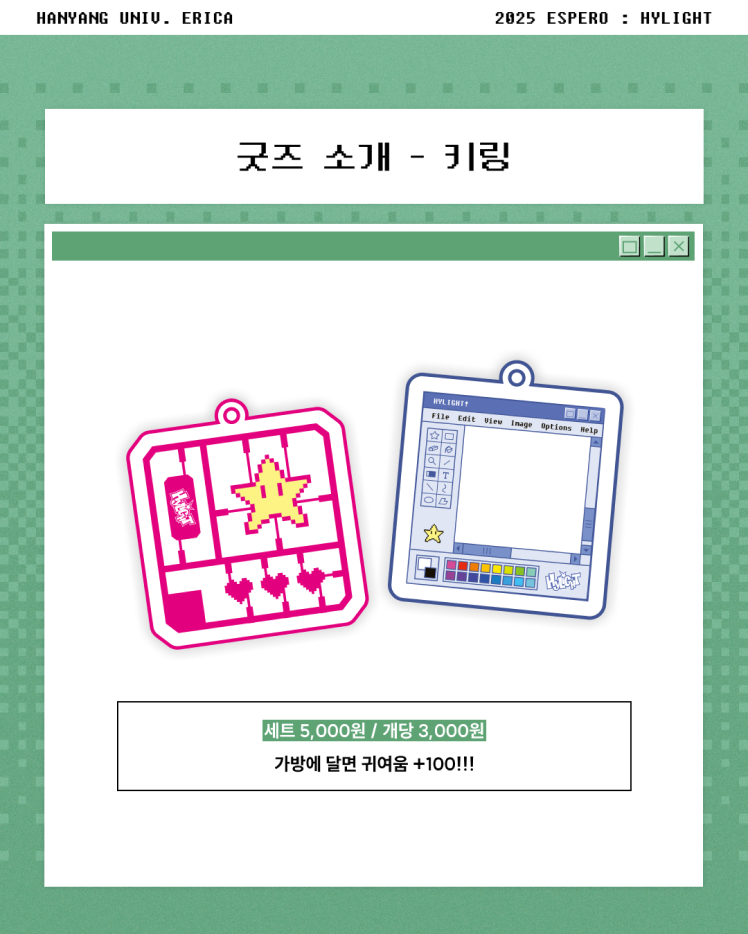 HANYANG UNIV. ERICA
2025 ESPERO : HYLIGHT
굿즈 소개 - 키링
HYLIGHT!
File Edit View Image Options Help
T
HYLIGHT
HYLIGHT
세트 5,000원 / 개당 3,000원
가방에 달면 귀여움 +100!!!